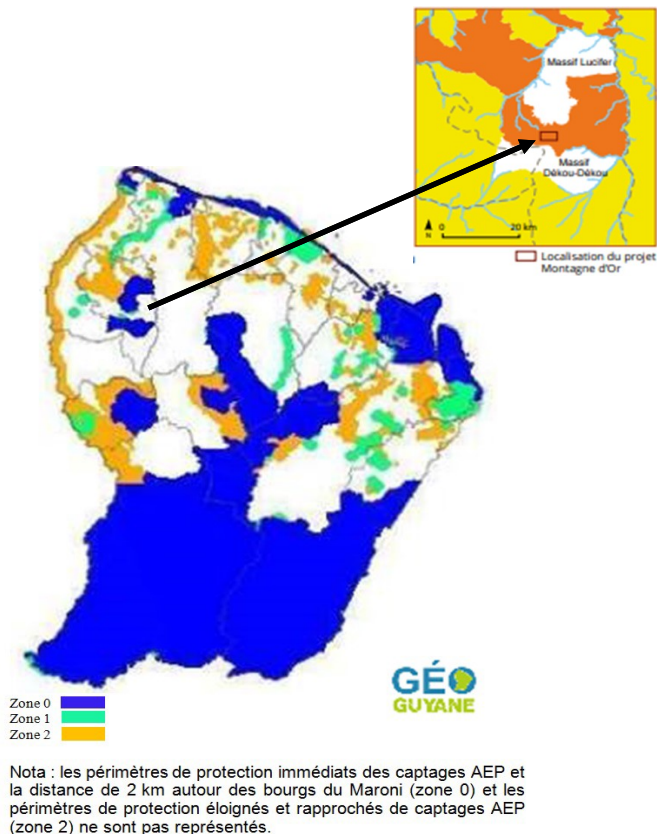 Massif Lucifer
Massif
Dékou-Dékou
N
0 20 km
Localisation du projet
Montagne d'Or
GÉO
GUYANE
Zone 0
Zone 1
Zone 2
Nota : les périmètres de protection immédiats des captages AEP et
la distance de 2 km autour des bourgs du Maroni (zone 0) et les
périmètres de protection éloignés et rapprochés de captages AEP
(zone 2) ne sont pas représentés.